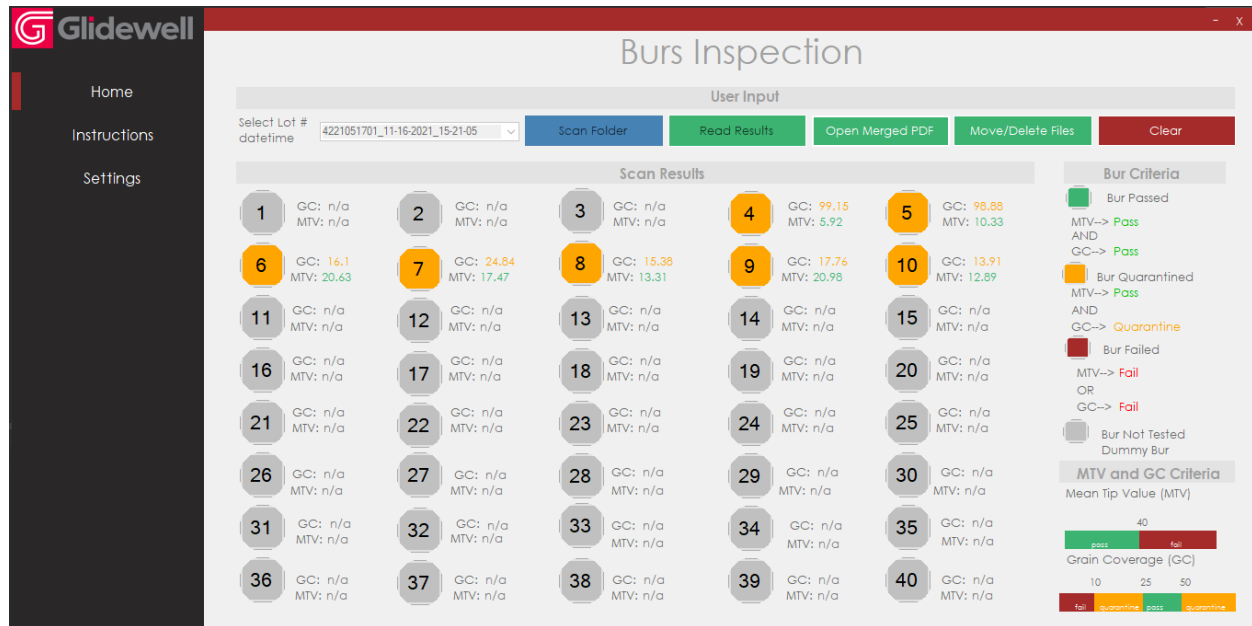 Glidewell
- x
Burs Inspection
Home
Instructions
Settings
User Input
Select Lot #
datetime
4221051701_11-16-2021_15-21-05
Scan Folder
Read Results
Open Merged PDF
Move/Delete Files
Clear
Scan Results
1 GC: n/a
MTV: n/a
2 GC: n/a
MTV: n/a
3 GC: n/a
MTV: n/a
4 GC: 99.15
MTV: 5.92
5 GC: 98.88
MTV: 10.33
6 GC: 16.1
MTV: 20.63
7 GC: 24.84
MTV: 17.47
8 GC: 15.38
MTV: 13.31
9 GC: 17.76
MTV: 20.98
10 GC: 13.91
MTV: 12.89
11 GC: n/a
MTV: n/a
12 GC: n/a
MTV: n/a
13 GC: n/a
MTV: n/a
14 GC: n/a
MTV: n/a
15 GC: n/a
MTV: n/a
16 GC: n/a
MTV: n/a
17 GC: n/a
MTV: n/a
18 GC: n/a
MTV: n/a
19 GC: n/a
MTV: n/a
20 GC: n/a
MTV: n/a
21 GC: n/a
MTV: n/a
22 GC: n/a
MTV: n/a
23 GC: n/a
MTV: n/a
24 GC: n/a
MTV: n/a
25 GC: n/a
MTV: n/a
26 GC: n/a
MTV: n/a
27 GC: n/a
MTV: n/a
28 GC: n/a
MTV: n/a
29 GC: n/a
MTV: n/a
30 GC: n/a
MTV: n/a
31 GC: n/a
MTV: n/a
32 GC: n/a
MTV: n/a
33 GC: n/a
MTV: n/a
34 GC: n/a
MTV: n/a
35 GC: n/a
MTV: n/a
36 GC: n/a
MTV: n/a
37 GC: n/a
MTV: n/a
38 GC: n/a
MTV: n/a
39 GC: n/a
MTV: n/a
40 GC: n/a
MTV: n/a
Bur Criteria
Bur Passed
MTV--> Pass
AND
GC--> Pass
Bur Quarantined
MTV--> Pass
AND
GC--> Quarantine
Bur Failed
MTV--> Fail
OR
GC--> Fail
Bur Not Tested
Dummy Bur
MTV and GC Criteria
Mean Tip Value (MTV)
40
pass fail
Grain Coverage (GC)
10 25 50
fail quarantine pass quarantine